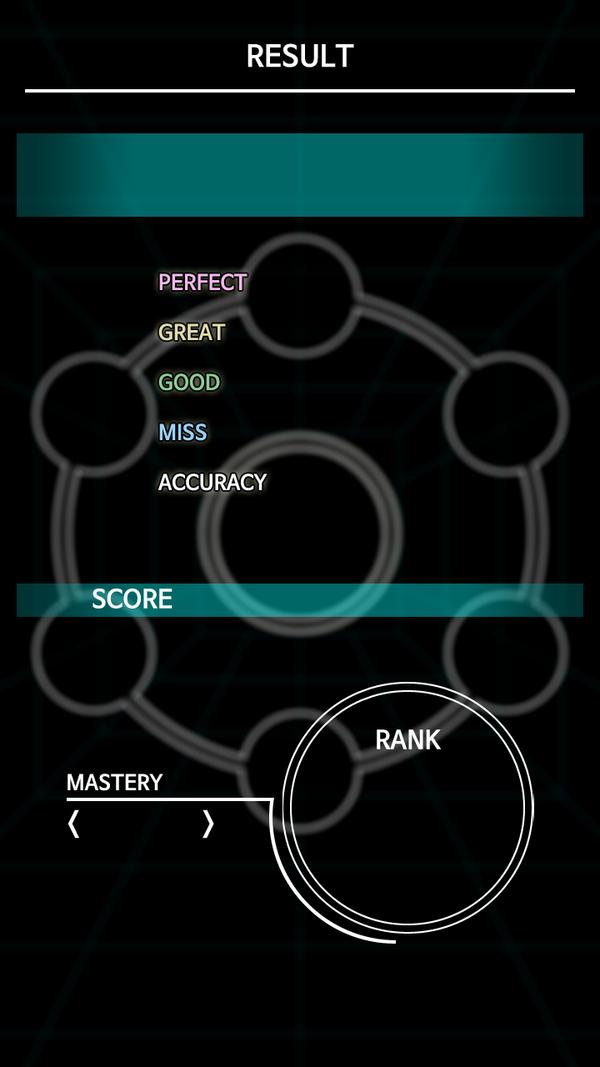 RESULT
PERFECT
GREAT
GOOD
MISS
ACCURACY
SCORE
RANK
MASTERY
⟨ ⟩